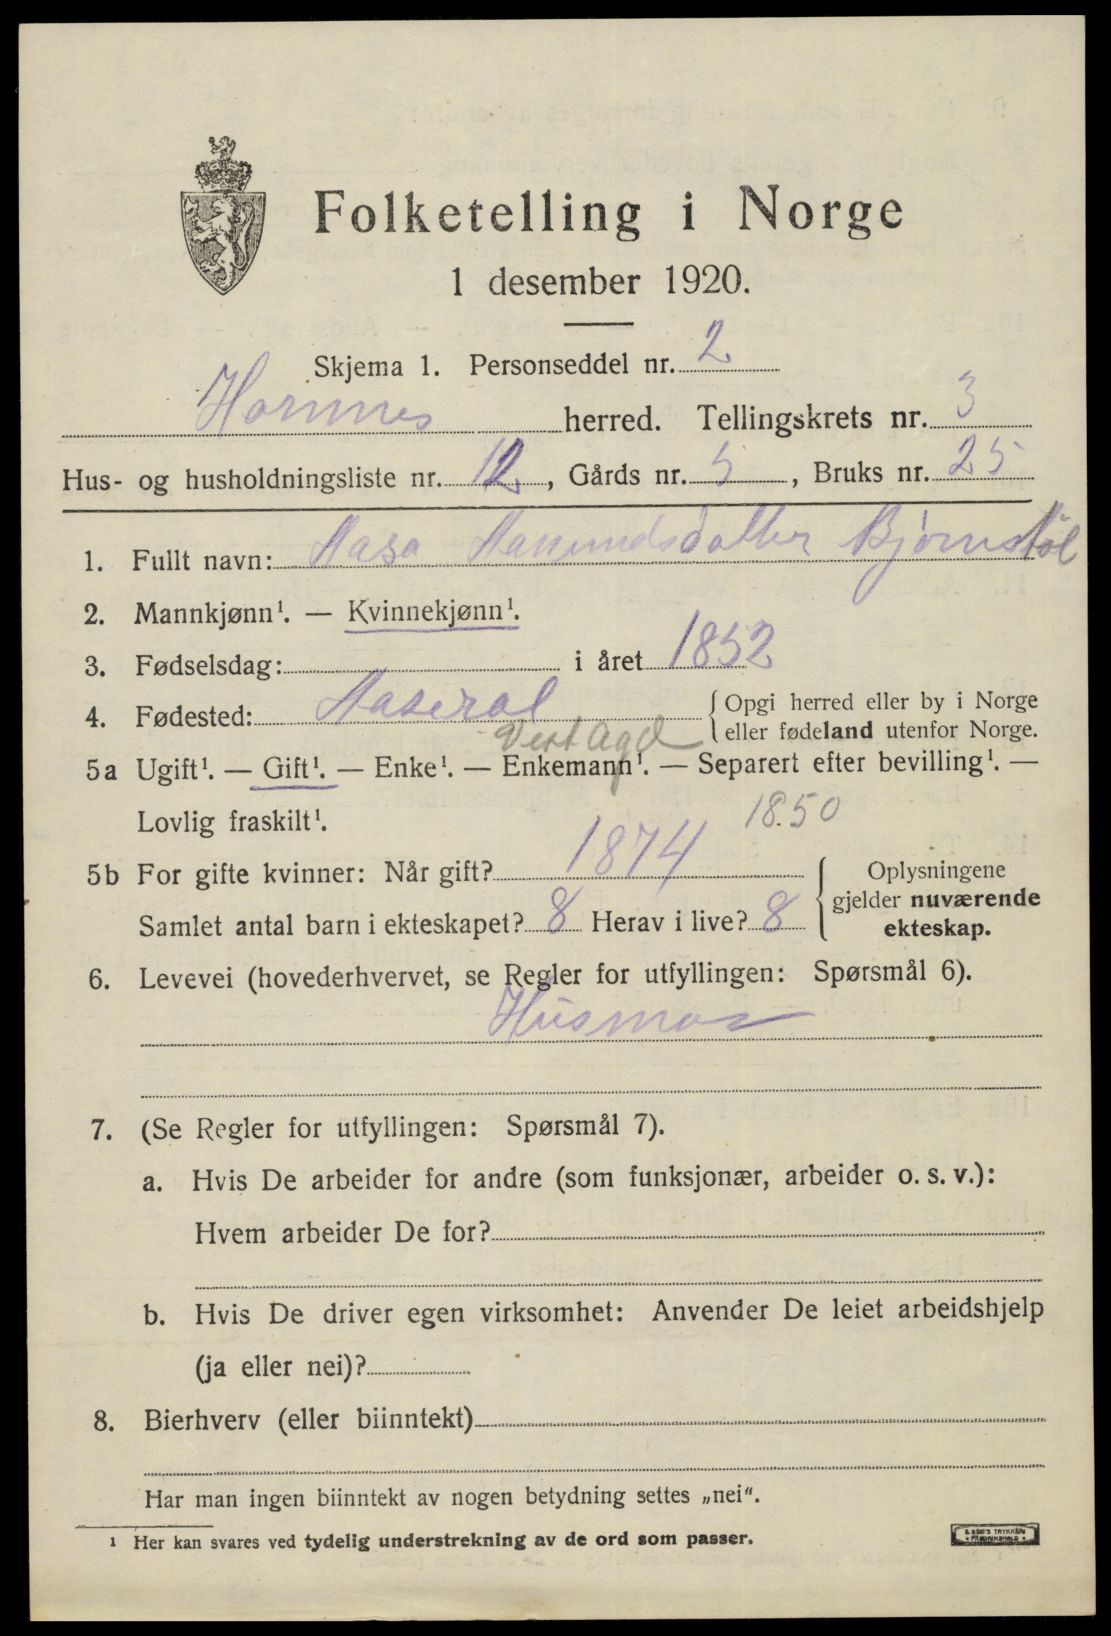 Folketelling i Norge
1 desember 1920.
Skjema 1. Personseddel nr. 2
Hornnes herred. Tellingskrets nr. 3
Hus- og husholdningsliste nr. 12, Gårds nr. 5, Bruks nr. 25
1. Fullt navn: Aasa Aasundsdatter Bjørnstøl
2. Mannkjønn¹. — Kvinnekjønn¹.
3. Fødselsdag: i året 1852
4. Fødested: Aaseral { Opgi herred eller by i Norge
eller fødeland utenfor Norge.
Vest Agd
5a Ugift¹. — Gift¹. — Enke¹. — Enkemann¹. — Separert efter bevilling¹. —
Lovlig fraskilt¹. 18.50
5b For gifte kvinner: Når gift? 1874 { Oplysningene
gjelder nuværende
Samlet antal barn i ekteskapet? 8 Herav i live? 8 ekteskap.
6. Levevei (hovederhvervet, se Regler for utfyllingen: Spørsmål 6).
Husmor
7. (Se Regler for utfyllingen: Spørsmål 7).
a. Hvis De arbeider for andre (som funksjonær, arbeider o. s. v.):
Hvem arbeider De for?
b. Hvis De driver egen virksomhet: Anvender De leiet arbeidshjelp
(ja eller nei)?
8. Bierhverv (eller biinntekt)
Har man ingen biinntekt av nogen betydning settes „nei“.
¹ Her kan svares ved tydelig understrekning av de ord som passer.